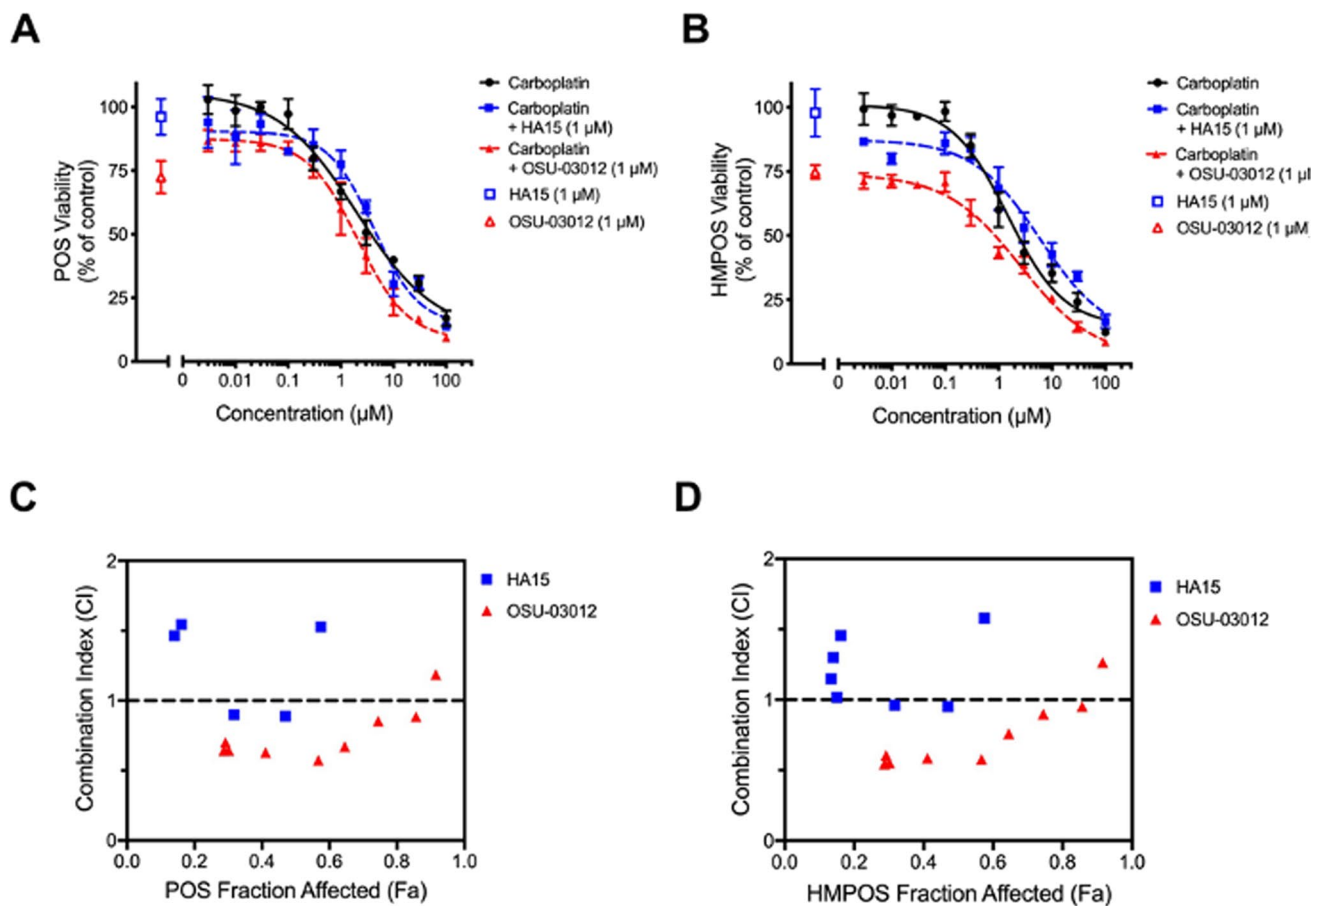 A
B
POS Viability
(% of control)
100
75
50
25
0
0
0.01
0.1
1
10
100
Concentration (µM)
Carboplatin
Carboplatin
+ HA15 (1 µM)
Carboplatin
+ OSU-03012 (1 µM)
HA15 (1 µM)
OSU-03012 (1 µM)
HMPOS Viability
(% of control)
100
75
50
25
0
0
0.01
0.1
1
10
100
Concentration (µM)
Carboplatin
Carboplatin
+ HA15 (1 µM)
Carboplatin
+ OSU-03012 (1 µ
HA15 (1 µM)
OSU-03012 (1 µM
C
D
Combination Index (CI)
2
1
0
0.0
0.2
0.4
0.6
0.8
1.0
POS Fraction Affected (Fa)
HA15
OSU-03012
Combination Index (CI)
2
1
0
0.0
0.2
0.4
0.6
0.8
1.0
HMPOS Fraction Affected (Fa)
HA15
OSU-03012